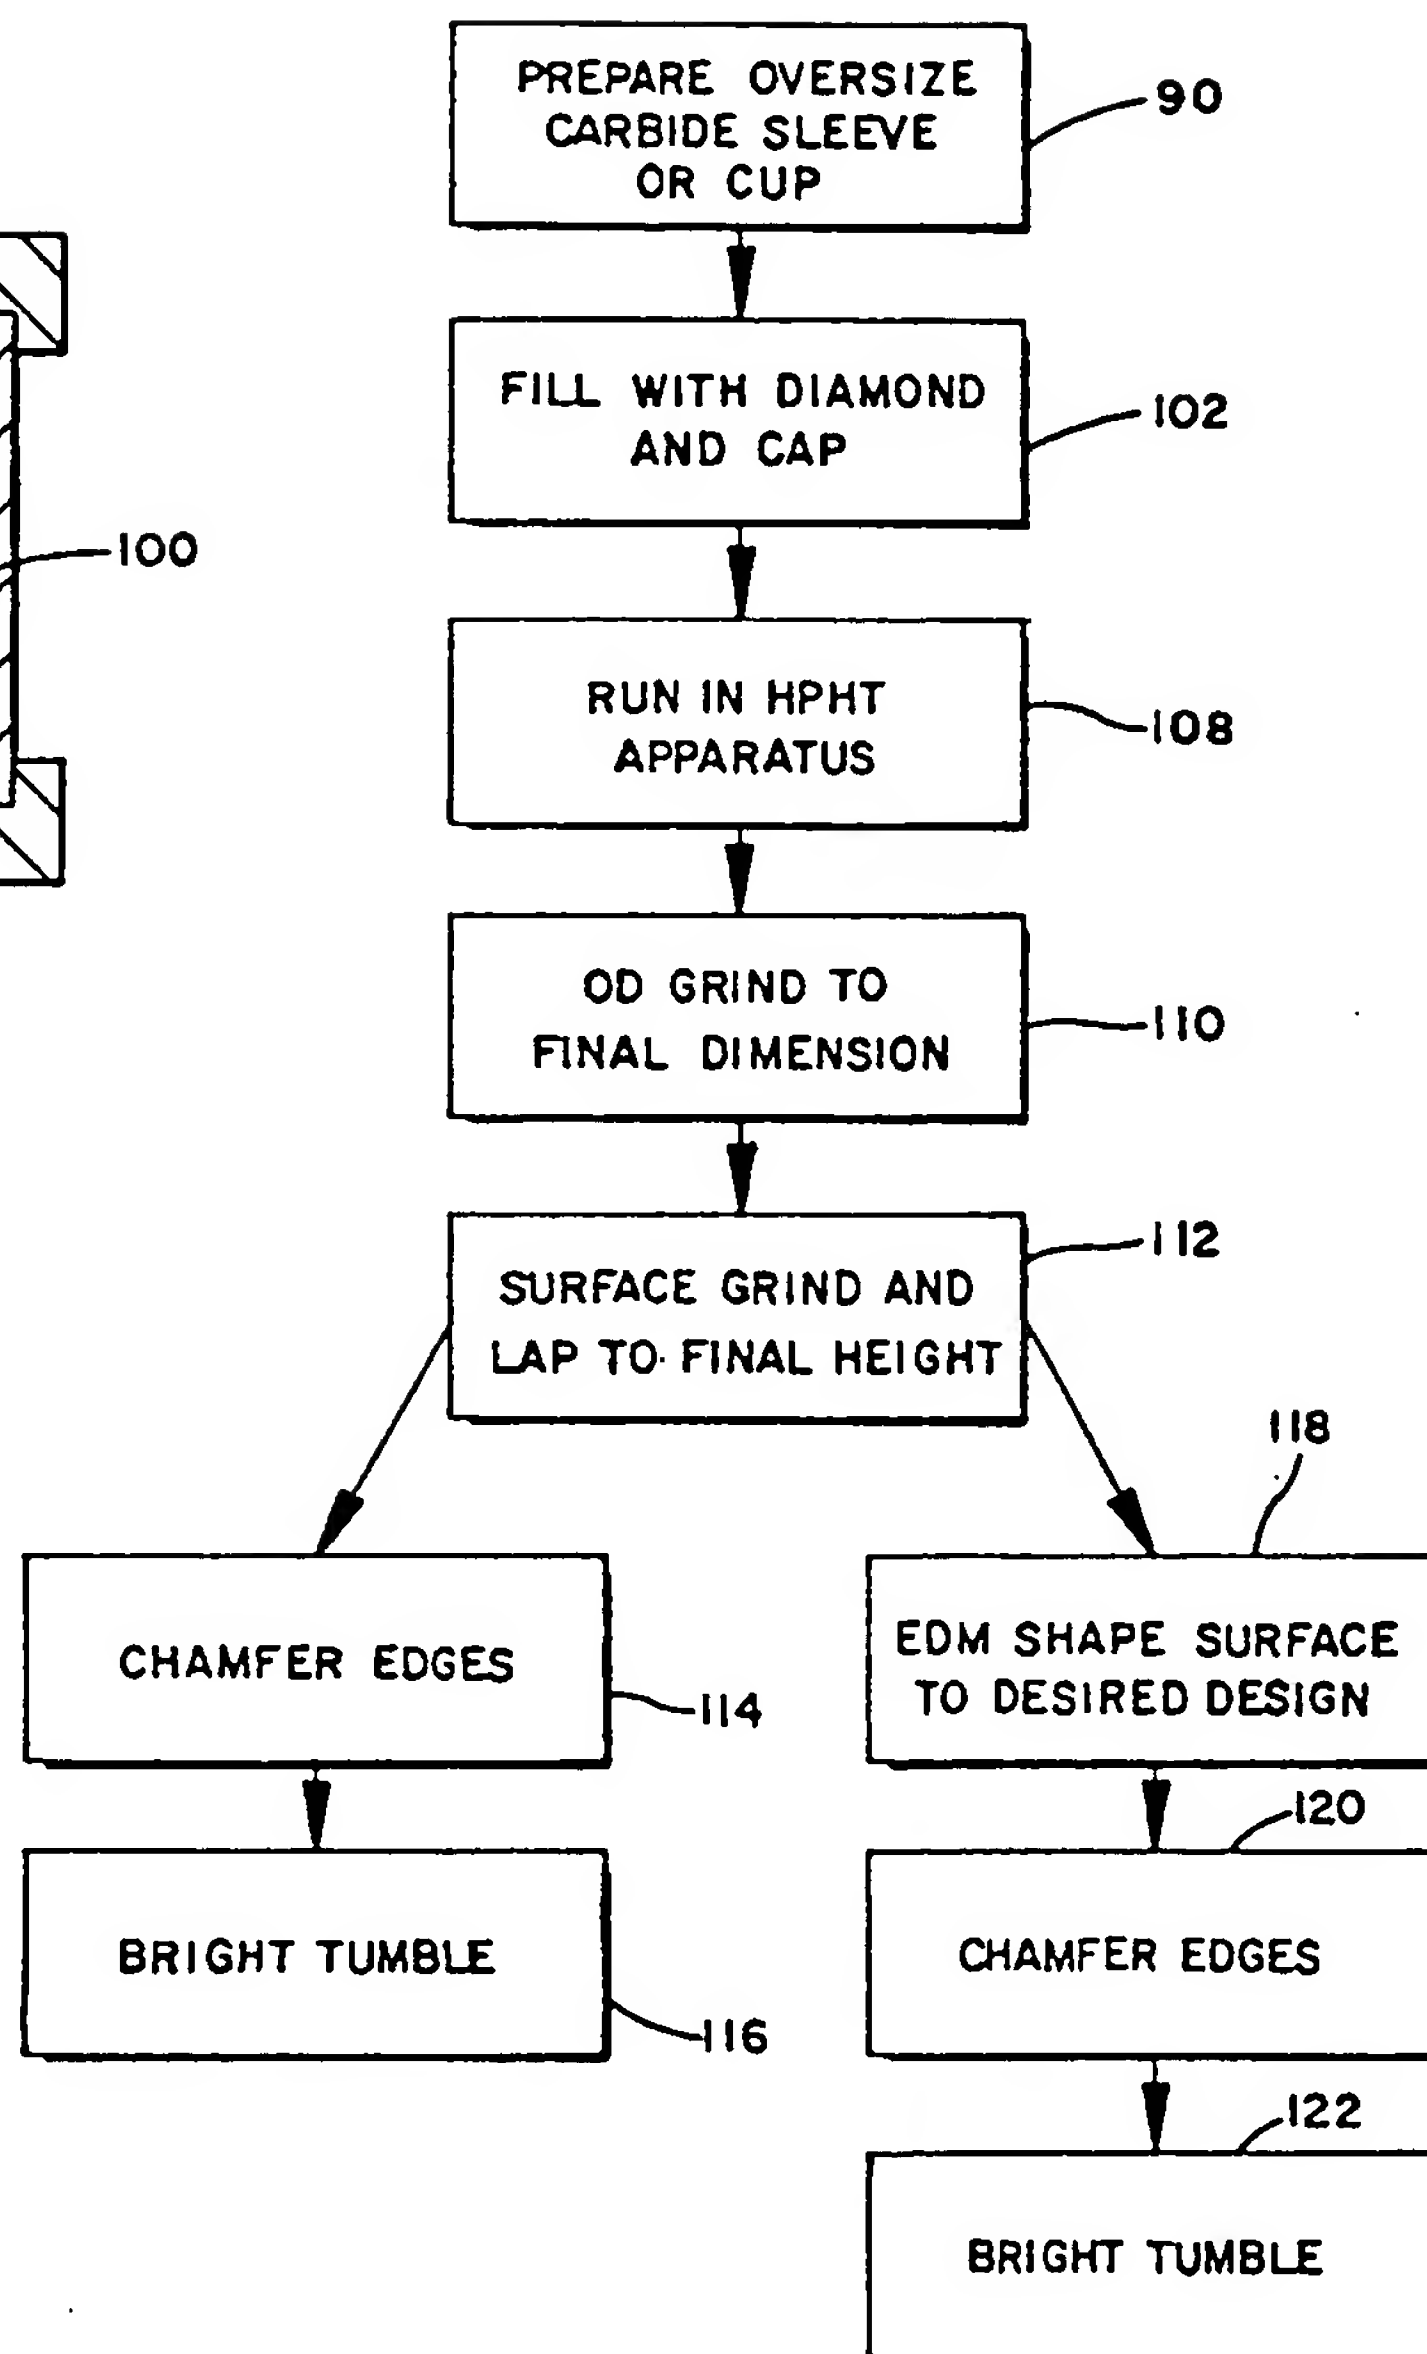 PREPARE OVERSIZE
CARBIDE SLEEVE
OR CUP
90
FILL WITH DIAMOND
AND CAP
102
100
RUN IN HPHT
APPARATUS
108
OD GRIND TO
FINAL DIMENSION
110
SURFACE GRIND AND
LAP TO FINAL HEIGHT
112
118
CHAMFER EDGES
114
EDM SHAPE SURFACE
TO DESIRED DESIGN
120
BRIGHT TUMBLE
116
CHAMFER EDGES
122
BRIGHT TUMBLE